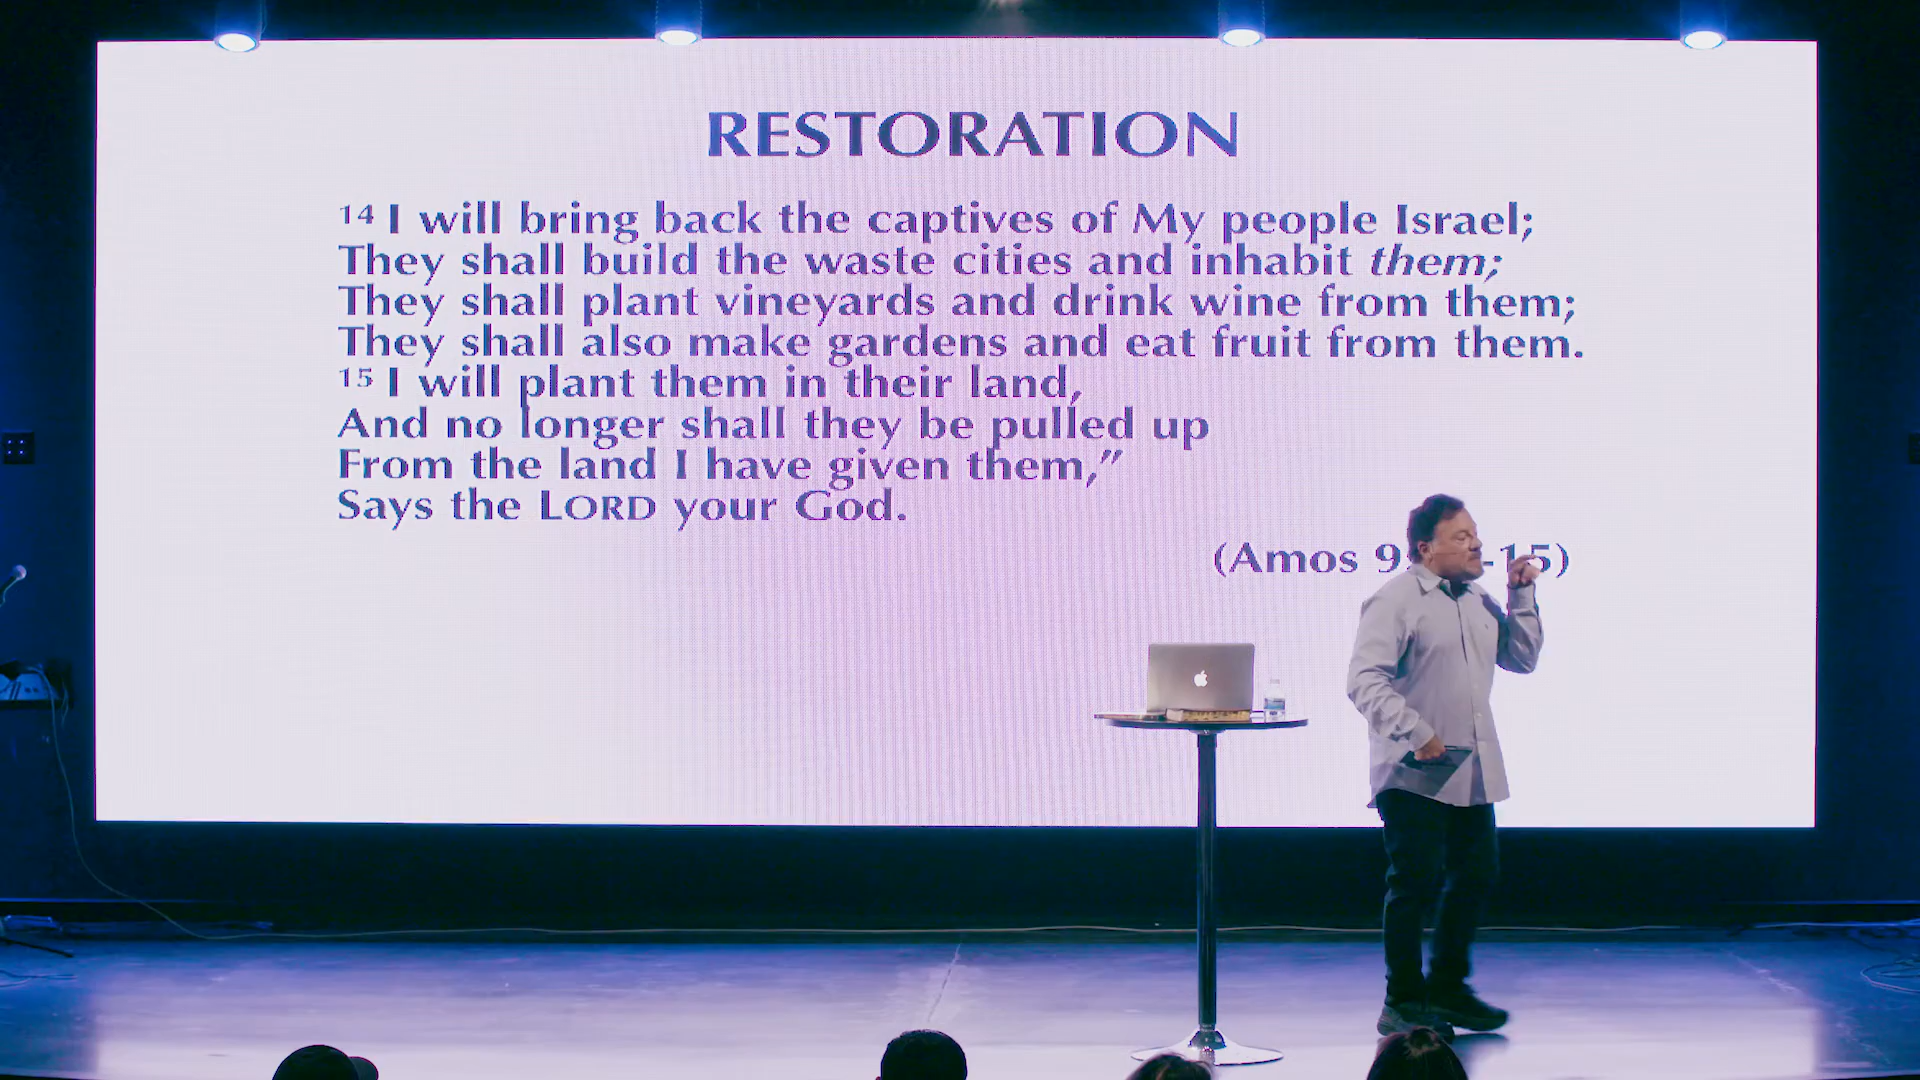 RESTORATION
14 I will bring back the captives of My people Israel;
They shall build the waste cities and inhabit them;
They shall plant vineyards and drink wine from them;
They shall also make gardens and eat fruit from them.
15 I will plant them in their land,
And no longer shall they be pulled up
From the land I have given them,”
Says the LORD your God.
(Amos 9 -15)